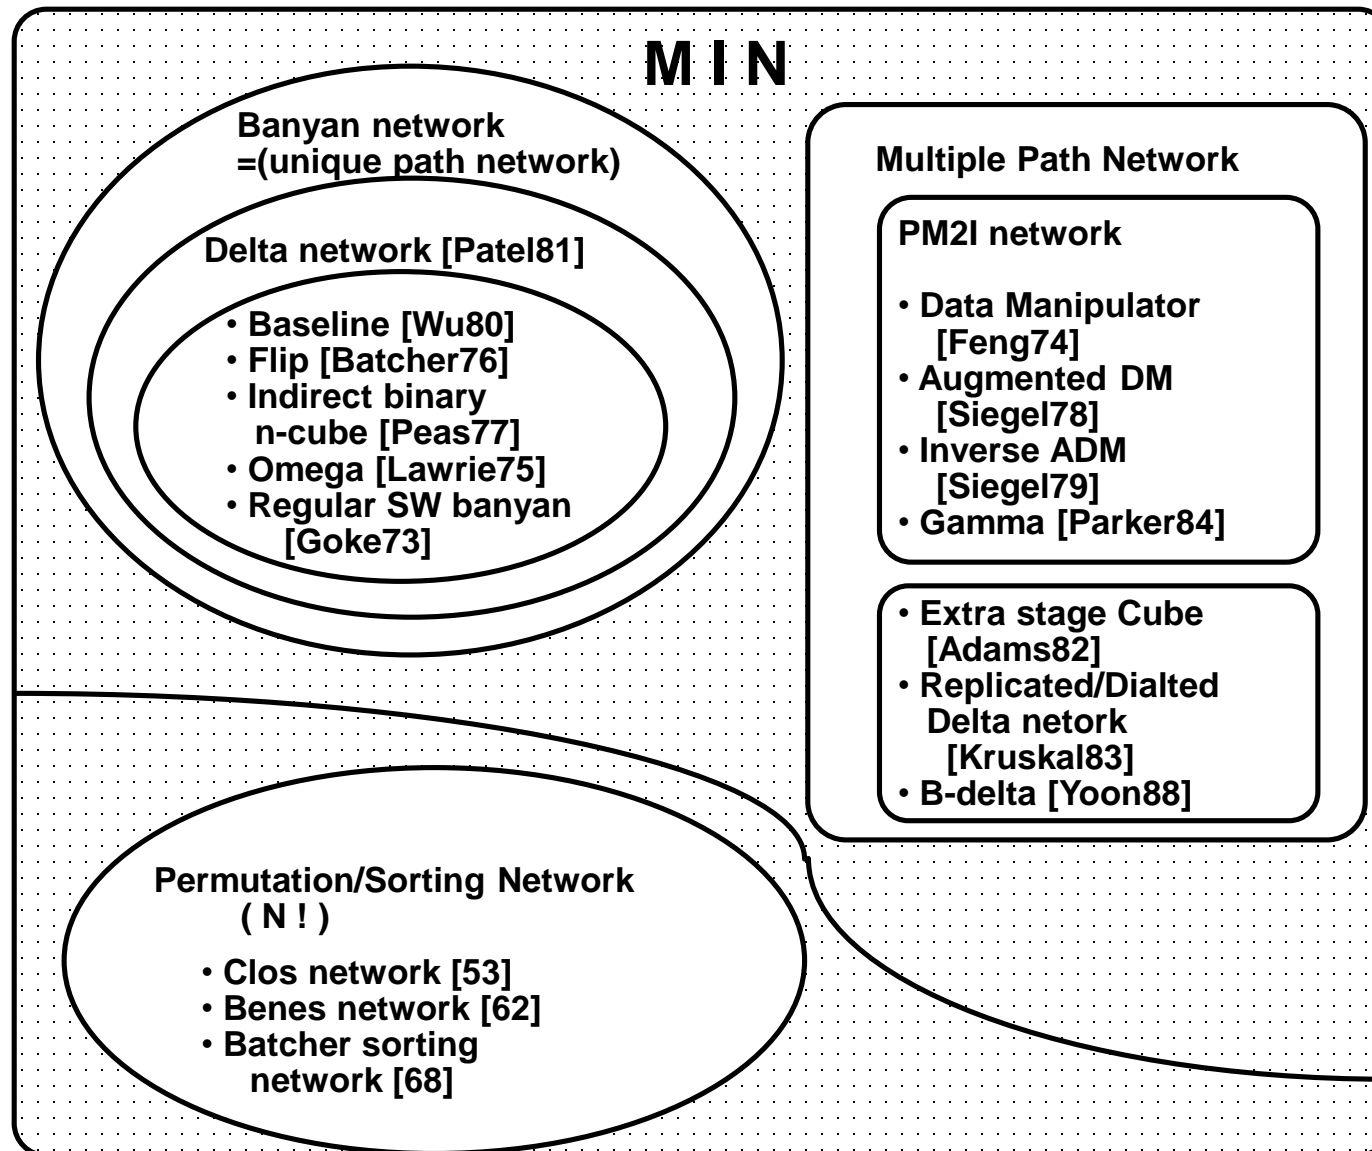 M I N
Banyan network
=(unique path network)
Delta network [Patel81]
• Baseline [Wu80]
• Flip [Batcher76]
• Indirect binary
n-cube [Peas77]
• Omega [Lawrie75]
• Regular SW banyan
[Goke73]
Multiple Path Network
PM2I network
• Data Manipulator
[Feng74]
• Augmented DM
[Siegel78]
• Inverse ADM
[Siegel79]
• Gamma [Parker84]
• Extra stage Cube
[Adams82]
• Replicated/Dialted
Delta netork
[Kruskal83]
• B-delta [Yoon88]
Permutation/Sorting Network
( N ! )
• Clos network [53]
• Benes network [62]
• Batcher sorting
network [68]